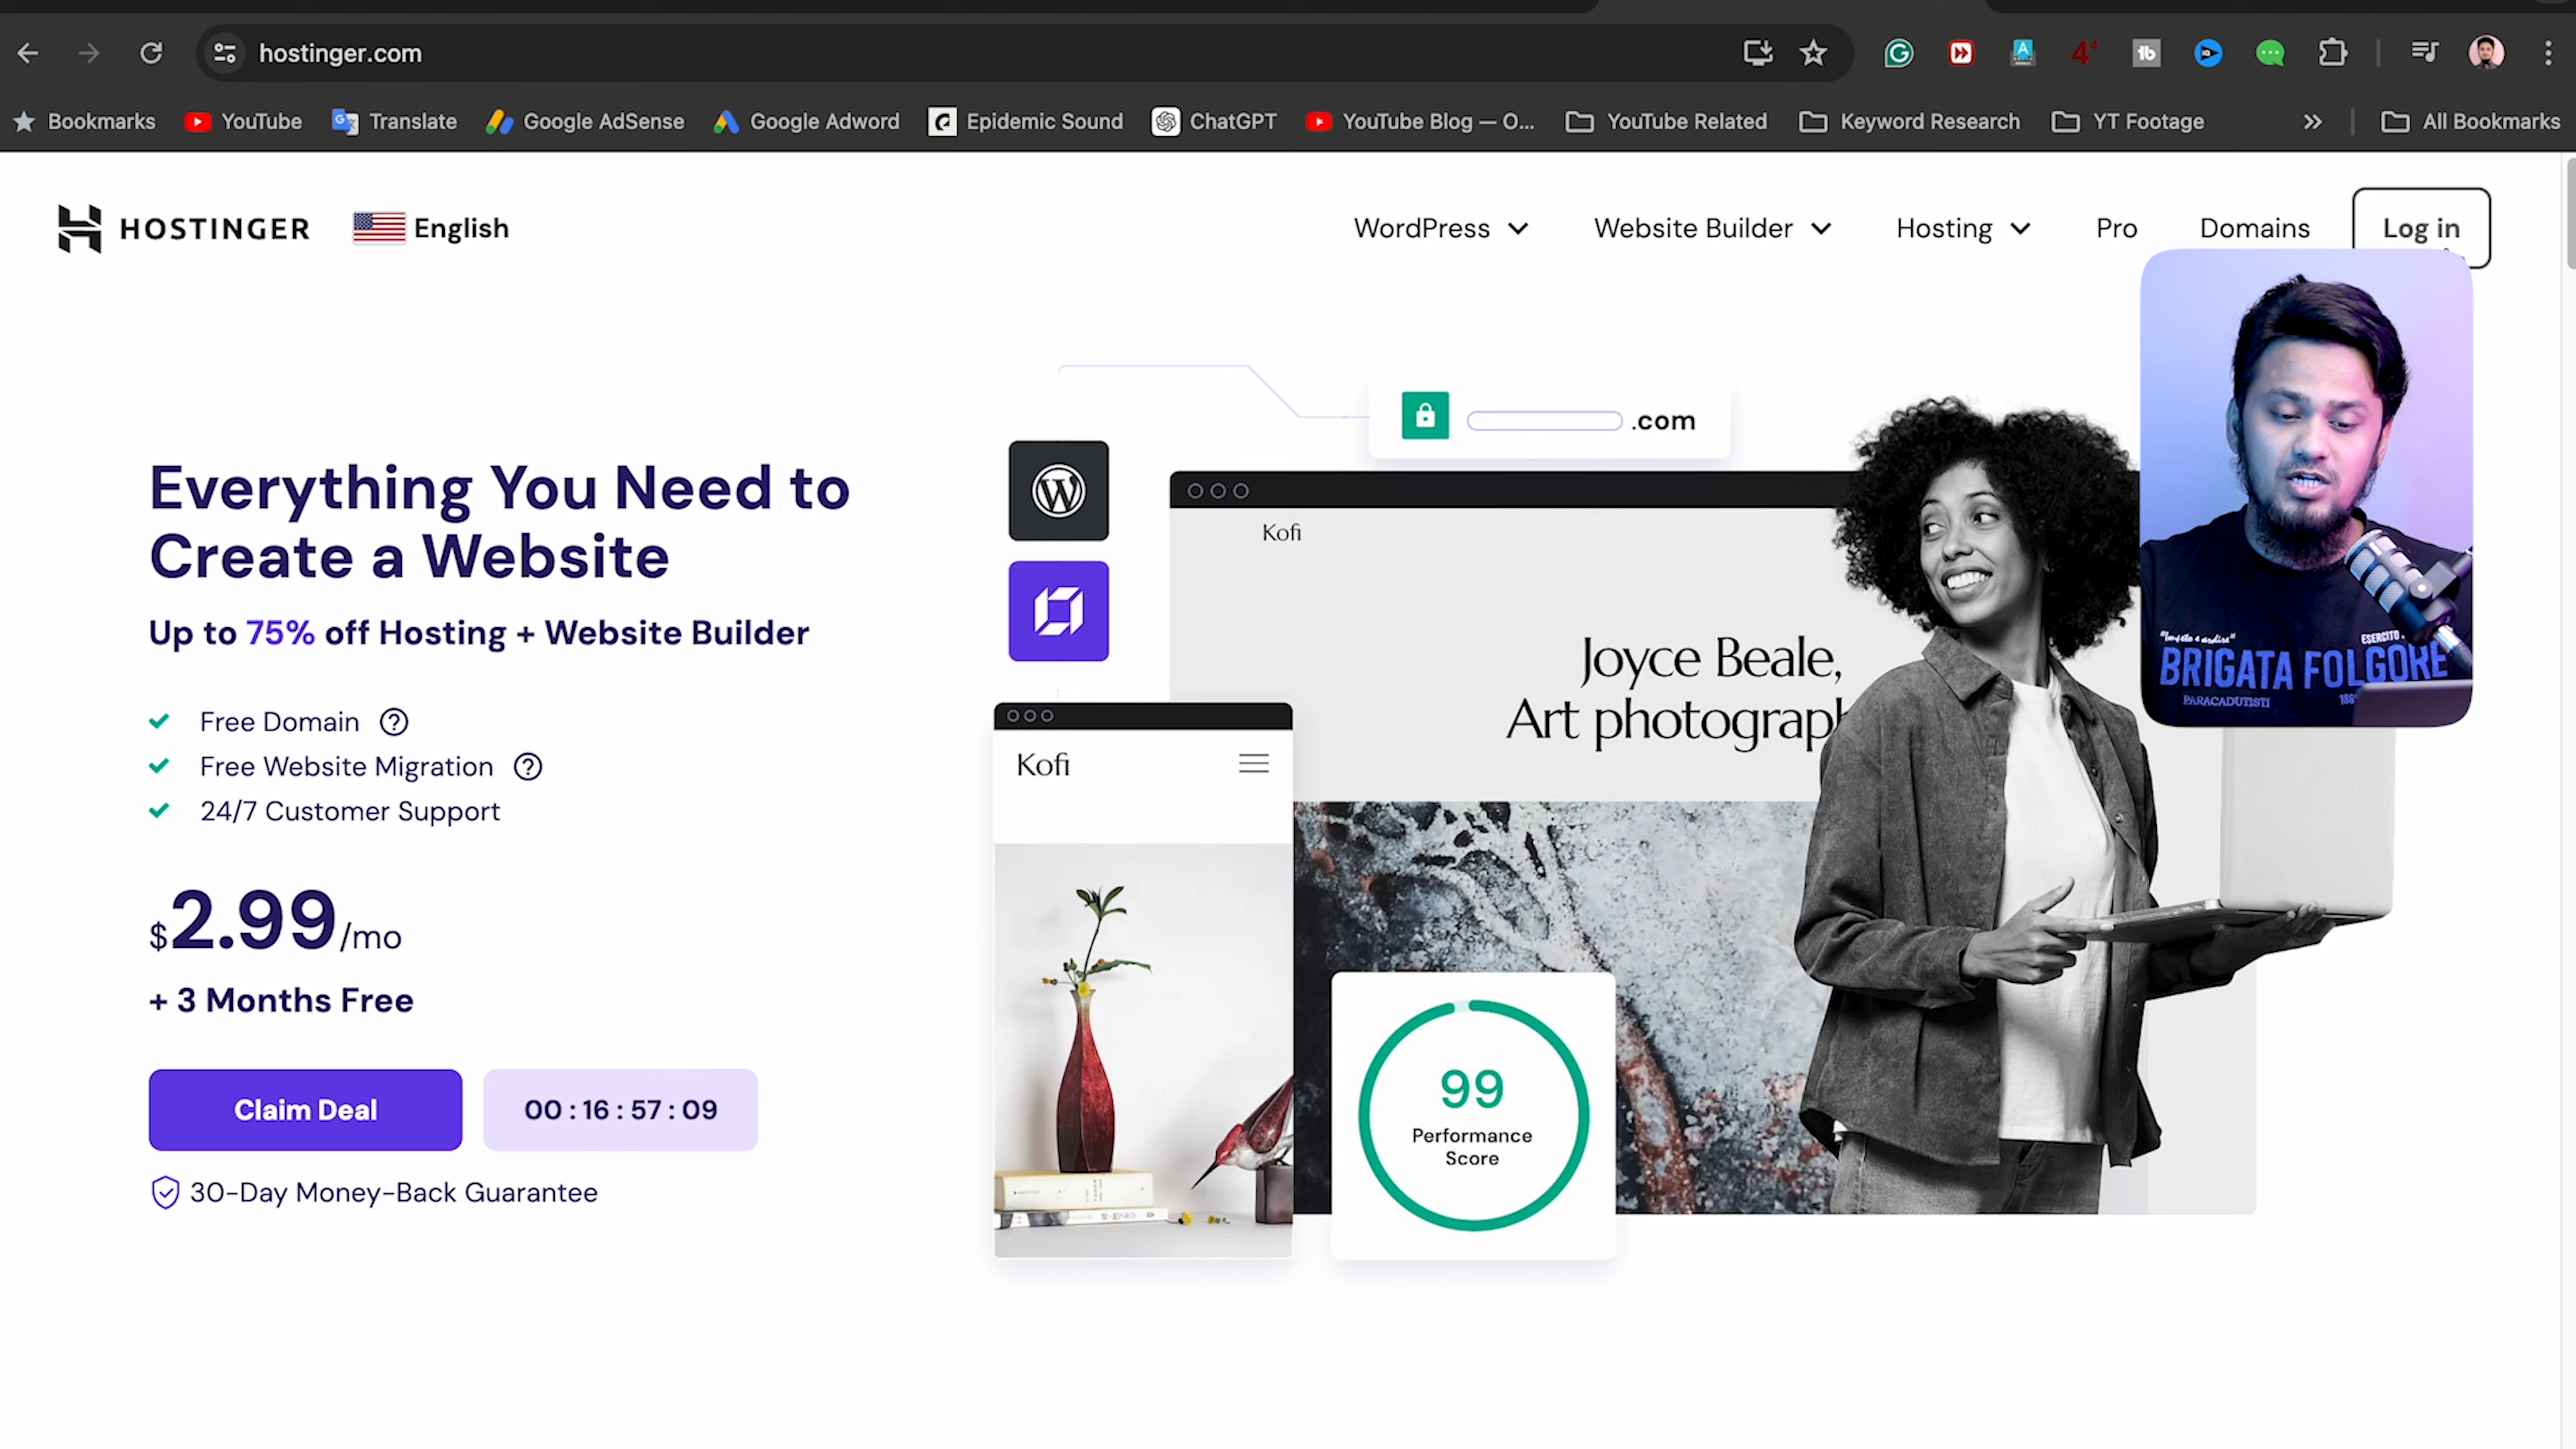 hostinger.com
Bookmarks
YouTube
Translate
Google AdSense
Google Adword
Epidemic Sound
ChatGPT
YouTube Blog — O...
YouTube Related
Keyword Research
YT Footage
All Bookmarks
HOSTINGER
English
WordPress
Website Builder
Hosting
Pro
Domains
Log in
Everything You Need to
Create a Website
Up to 75% off Hosting + Website Builder
Free Domain
Free Website Migration
24/7 Customer Support
$2.99/mo
+ 3 Months Free
Claim Deal
00 : 16 : 57 : 09
30-Day Money-Back Guarantee
.com
Kofi
Joyce Beale,
Art photograph
Kofi
99
Performance
Score
ESERCITO
BRIGATA FOLGORE
PARACADUTISTI